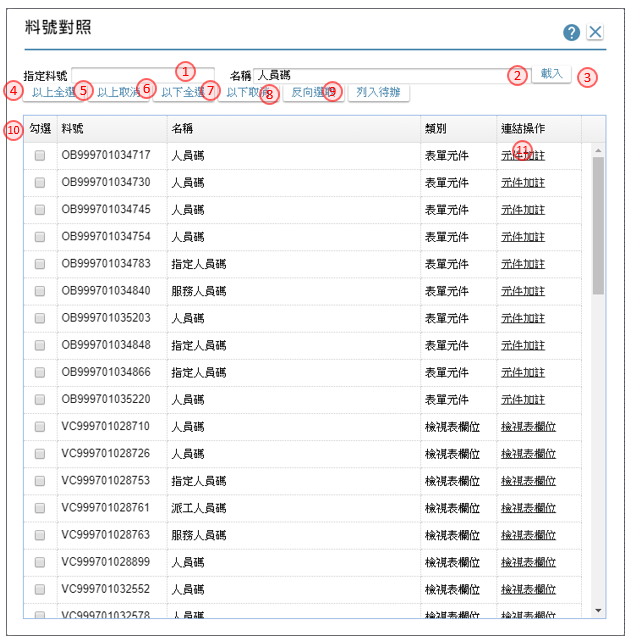 料號對照
?
指定料號 1 名稱 人員碼 2 載入 3
4 以上全選 5 以上取消 6 以下全選 7 以下取消 8 反向選取 9 列入待辦
10 勾選 料號 名稱 類別 連結操作
11
OB999701034717 人員碼 表單元件 元件加註
OB999701034730 人員碼 表單元件 元件加註
OB999701034745 人員碼 表單元件 元件加註
OB999701034754 人員碼 表單元件 元件加註
OB999701034783 指定人員碼 表單元件 元件加註
OB999701034840 服務人員碼 表單元件 元件加註
OB999701035203 人員碼 表單元件 元件加註
OB999701034848 指定人員碼 表單元件 元件加註
OB999701034866 指定人員碼 表單元件 元件加註
OB999701035220 人員碼 表單元件 元件加註
VC999701028710 人員碼 檢視表欄位 檢視表欄位
VC999701028726 人員碼 檢視表欄位 檢視表欄位
VC999701028753 指定人員碼 檢視表欄位 檢視表欄位
VC999701028761 派工人員碼 檢視表欄位 檢視表欄位
VC999701028763 服務人員碼 檢視表欄位 檢視表欄位
VC999701028899 人員碼 檢視表欄位 檢視表欄位
VC999701032552 人員碼 檢視表欄位 檢視表欄位
VC999701032578 人員碼 檢視表欄位 檢視表欄位